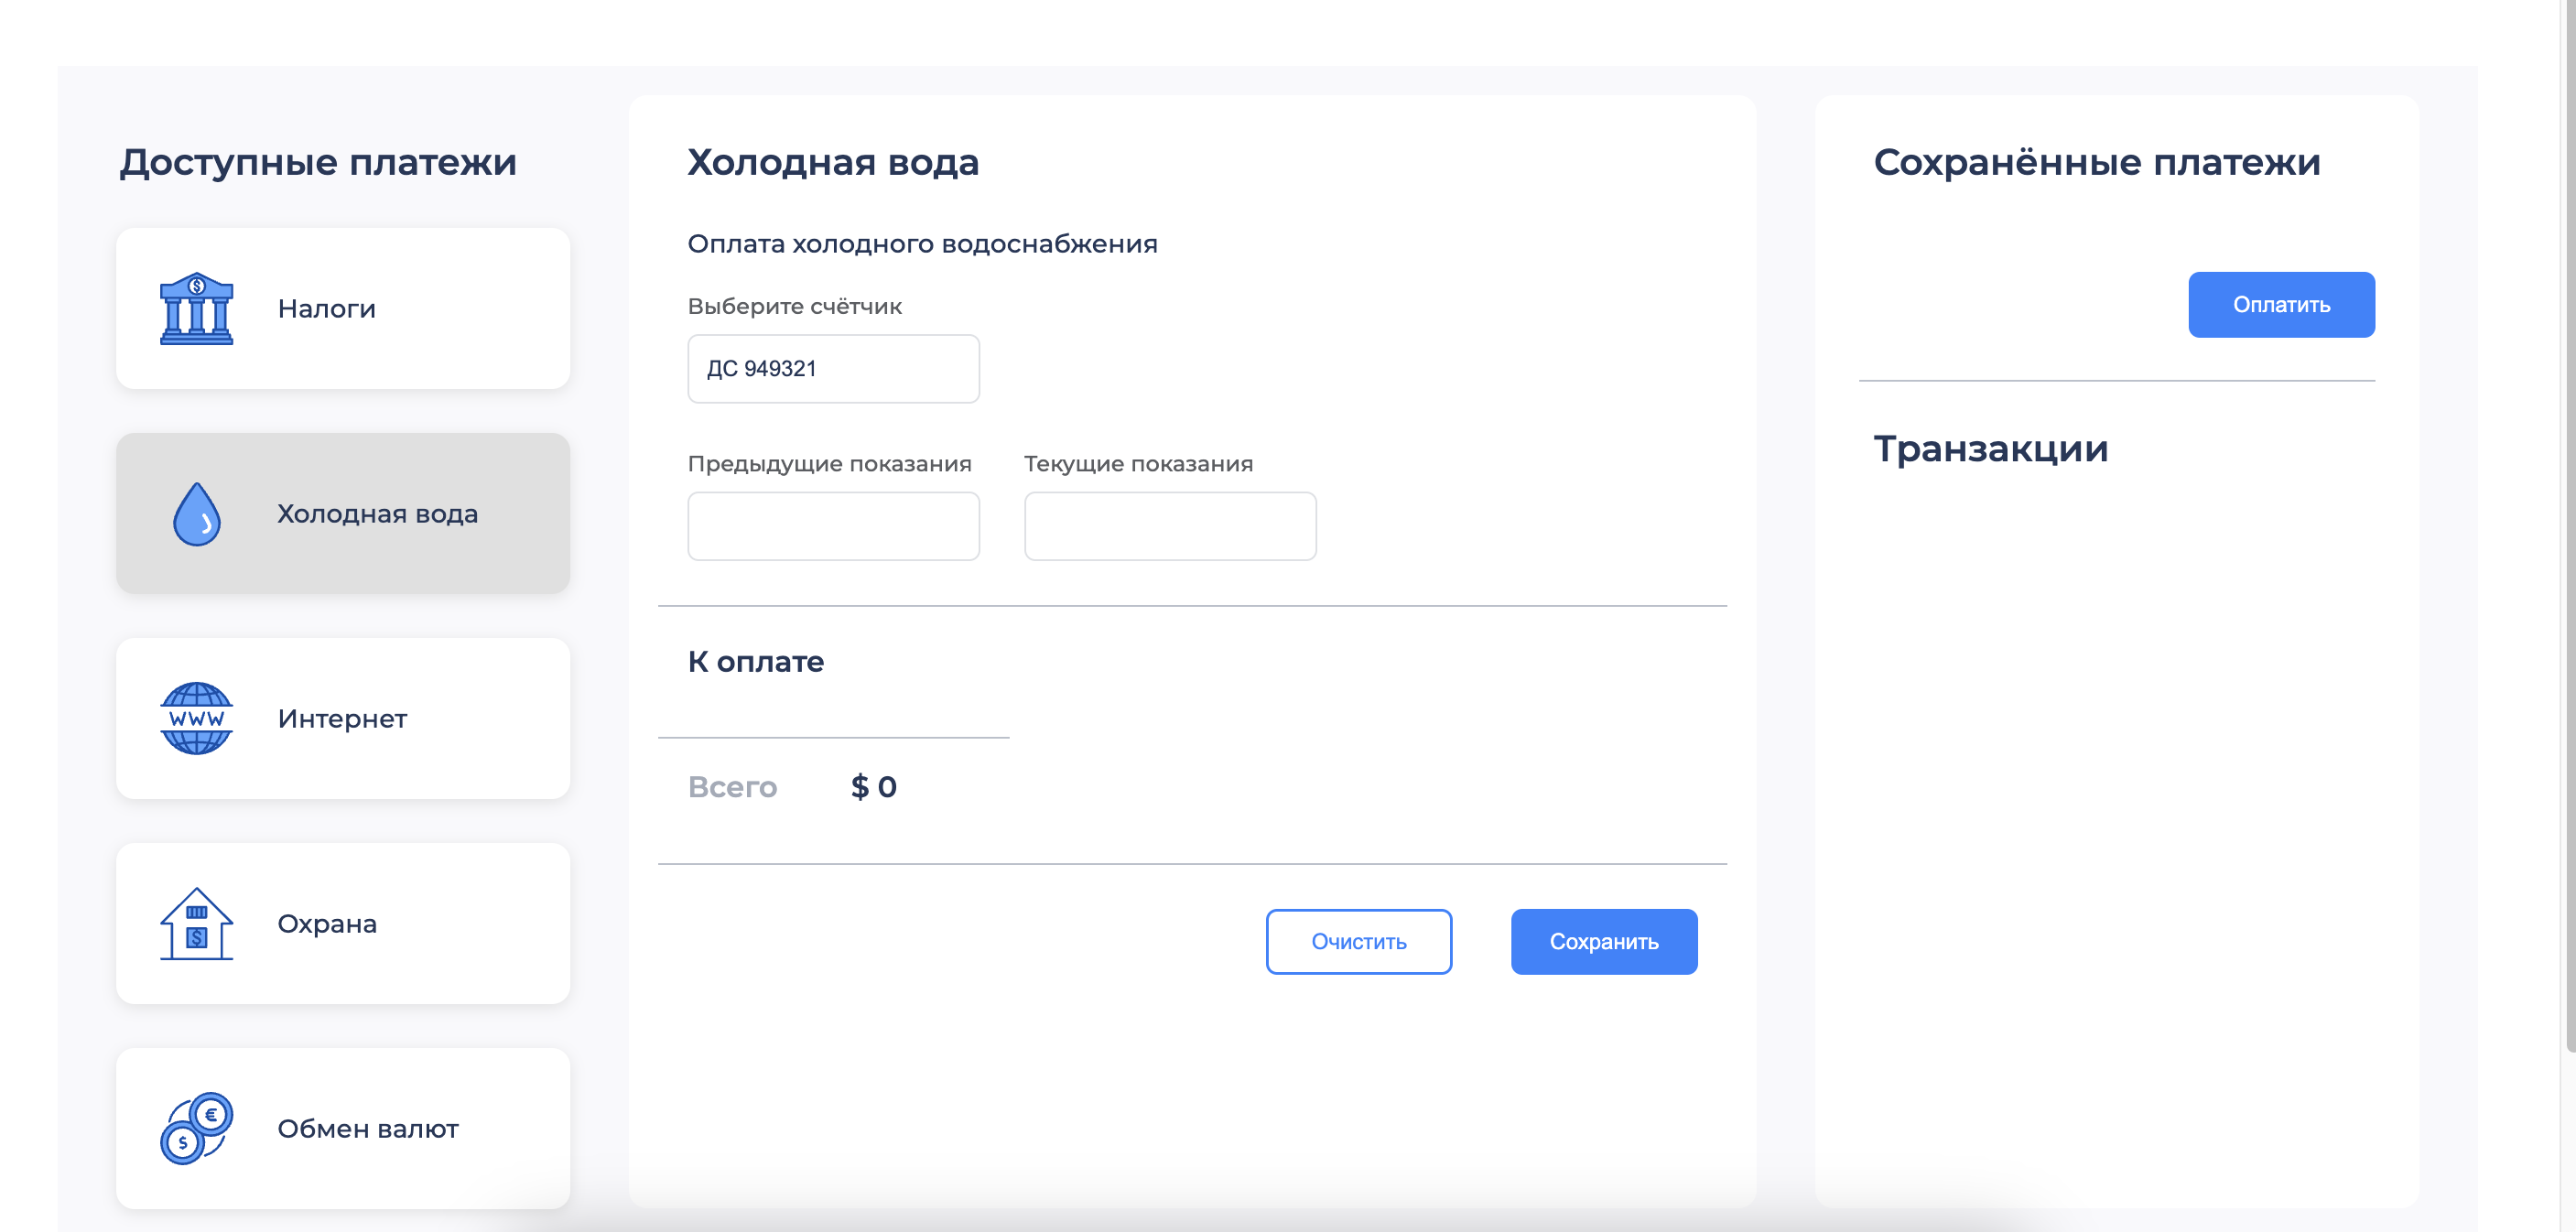 Доступные платежи
Налоги
Холодная вода
WWW
Интернет
Охрана
Обмен валют
Холодная вода
Оплата холодного водоснабжения
Выберите счётчик
ДС 949321
Предыдущие показания
Текущие показания
К оплате
Всего $ 0
Очистить
Сохранить
Сохранённые платежи
Оплатить
Транзакции